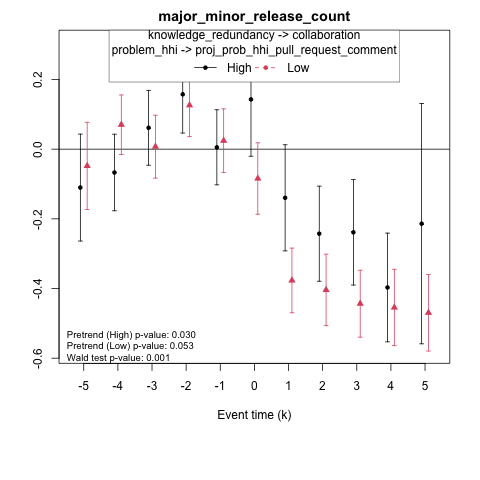 major_minor_release_count
knowledge_redundancy -> collaboration
problem_hhi -> proj_prob_hhi_pull_request_comment
High Low
0.2
0.0
-0.2
-0.4
-0.6
Pretrend (High) p-value: 0.030
Pretrend (Low) p-value: 0.053
Wald test p-value: 0.001
-5 -4 -3 -2 -1 0 1 2 3 4 5
Event time (k)